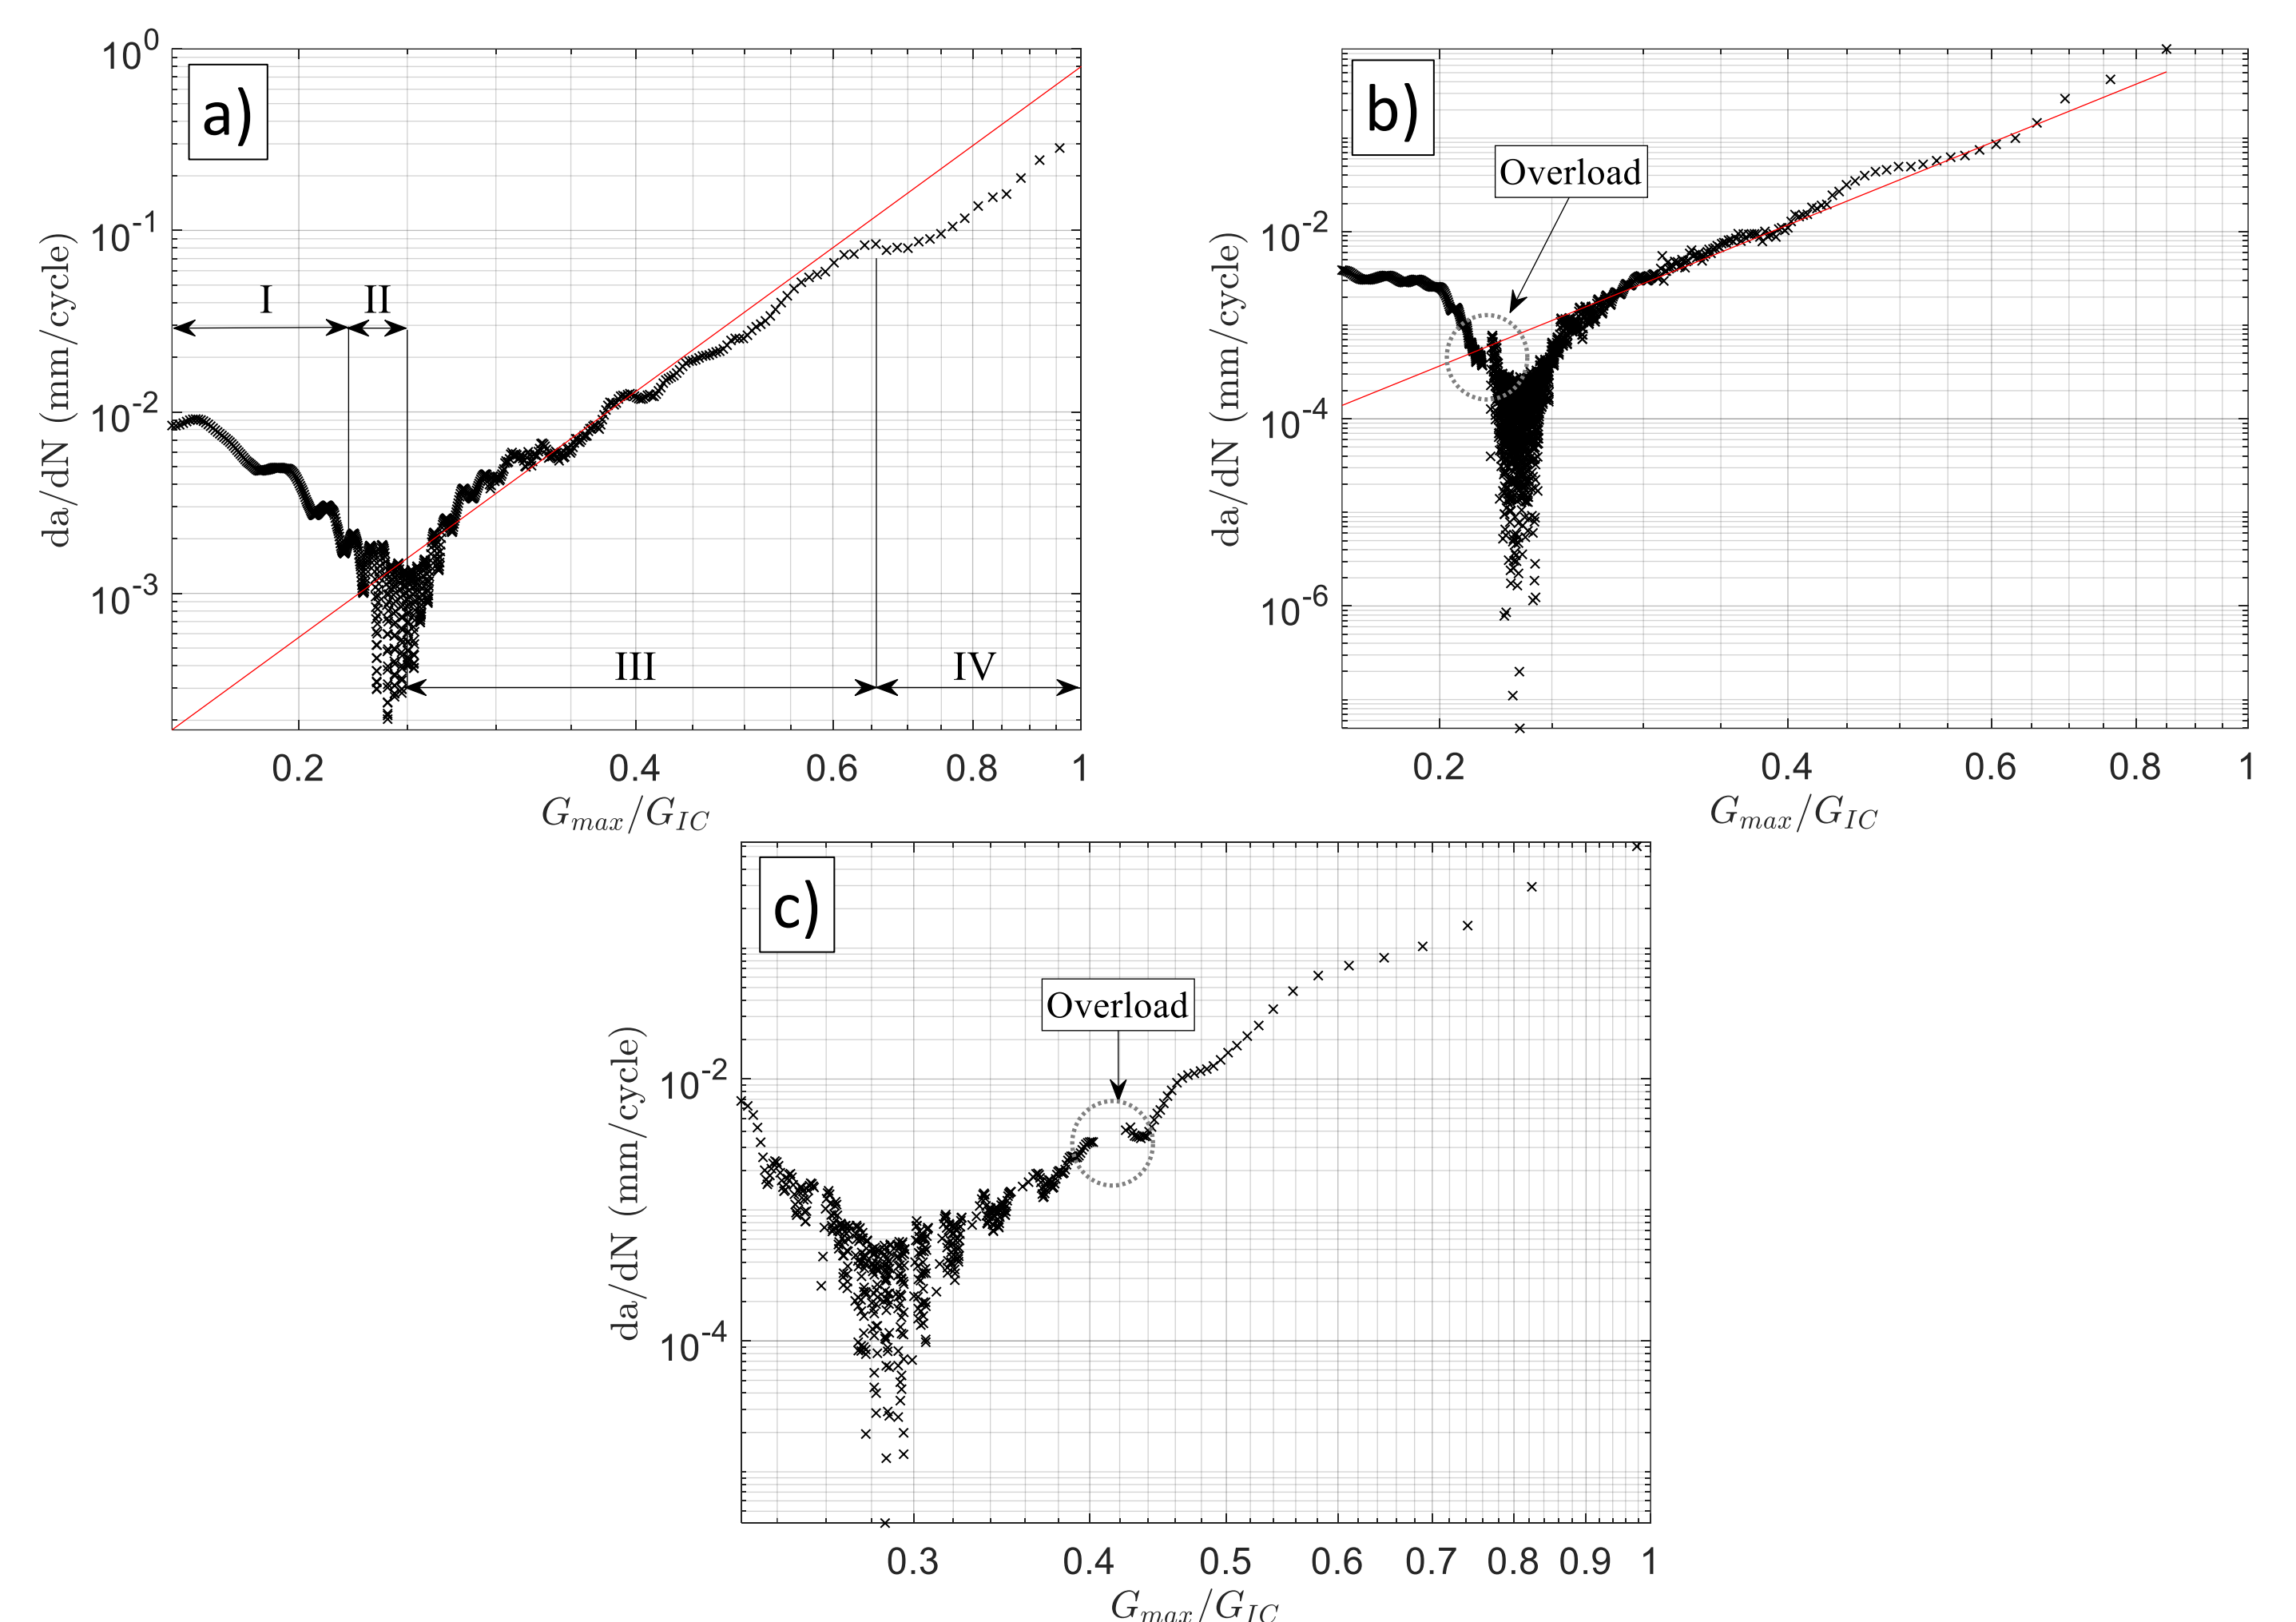 a)
10^0
10^-1
10^-2
10^-3
da/dN (mm/cycle)
I
II
III
IV
0.2
0.4
0.6
0.8
1
G_max/G_IC
b)
Overload
10^-2
10^-4
10^-6
da/dN (mm/cycle)
0.2
0.4
0.6
0.8
1
G_max/G_IC
c)
Overload
10^-2
10^-4
da/dN (mm/cycle)
0.3
0.4
0.5
0.6
0.7
0.8
0.9
1
G_max/G_IC